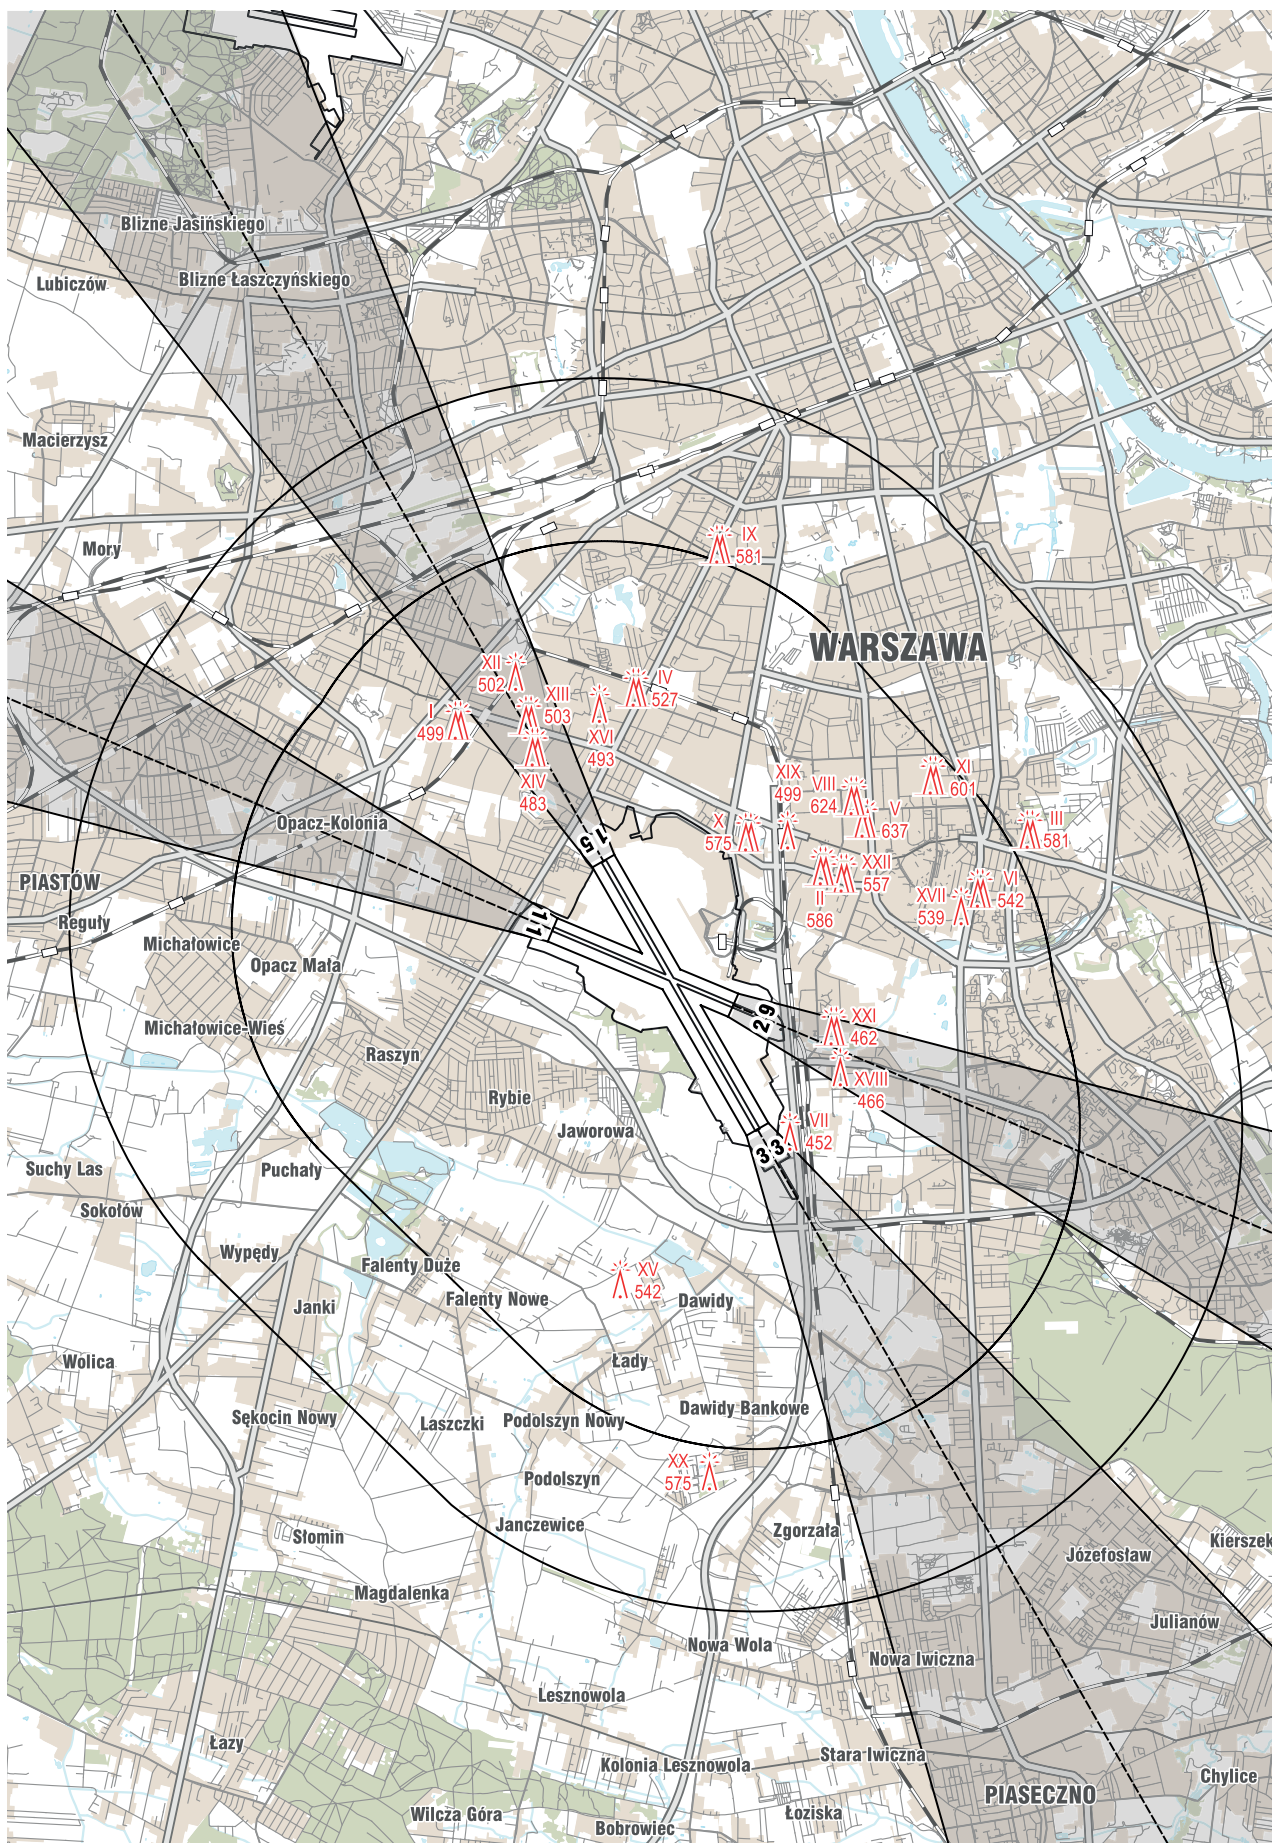 Blizne Jasińskiego
Blizne Łaszczyńskiego
Lubiczów
Macierzysz
Mory
IX
581
WARSZAWA
XII
502
IV
527
XIII
503
I
499
XVI
493
XIV
483
XIX
499
VIII
624
XI
601
V
637
X
575
III
581
Opacz-Kolonia
15
PIASTÓW
XXII
557
II
586
VI
542
XVII
539
Reguły
11
Michałowice
Opacz Mała
Michałowice-Wieś
29
XXI
462
Raszyn
XVIII
466
Rybie
VII
452
Jaworowa
33
Suchy Las
Puchały
Sokołów
Wypędy
Falenty Duże
XV
542
Janki
Falenty Nowe
Dawidy
Wolica
Łady
Sękocin Nowy
Laszczki
Podolszyn Nowy
Dawidy Bankowe
XX
575
Podolszyn
Słomin
Janczewice
Zgorzała
Kierszek
Józefosław
Magdalenka
Julianów
Nowa Wola
Nowa Iwiczna
Lesznowola
Łazy
Kolonia Lesznowola
Stara Iwiczna
Chylice
PIASECZNO
Wilcza Góra
Łoziska
Bobrowiec